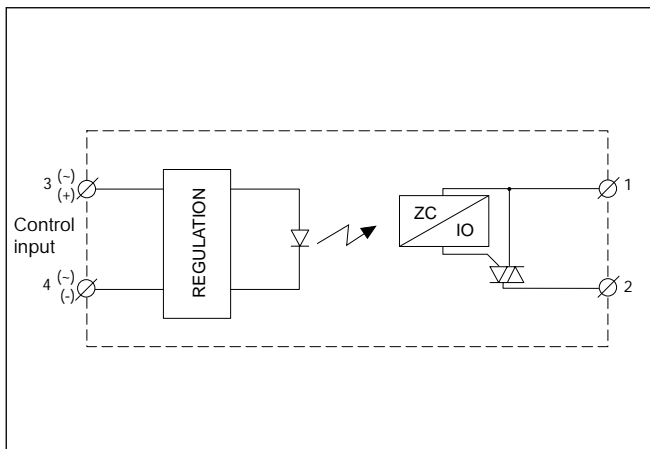 3 (~)
(+)
Control
input
4 (~)
(-)
REGULATION
ZC
IO
1
2